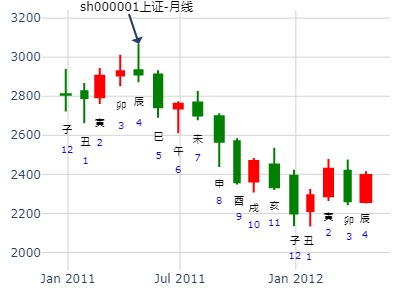 sh000001上证-月线
3200
3000
2800
2600
2400
2200
2000
子
12
丑
1
寅
2
卯
3
辰
4
巳
5
午
6
未
7
申
8
酉
9
戌
10
亥
11
子
12
丑
1
寅
2
卯
3
辰
4
Jan 2011
Jul 2011
Jan 2012